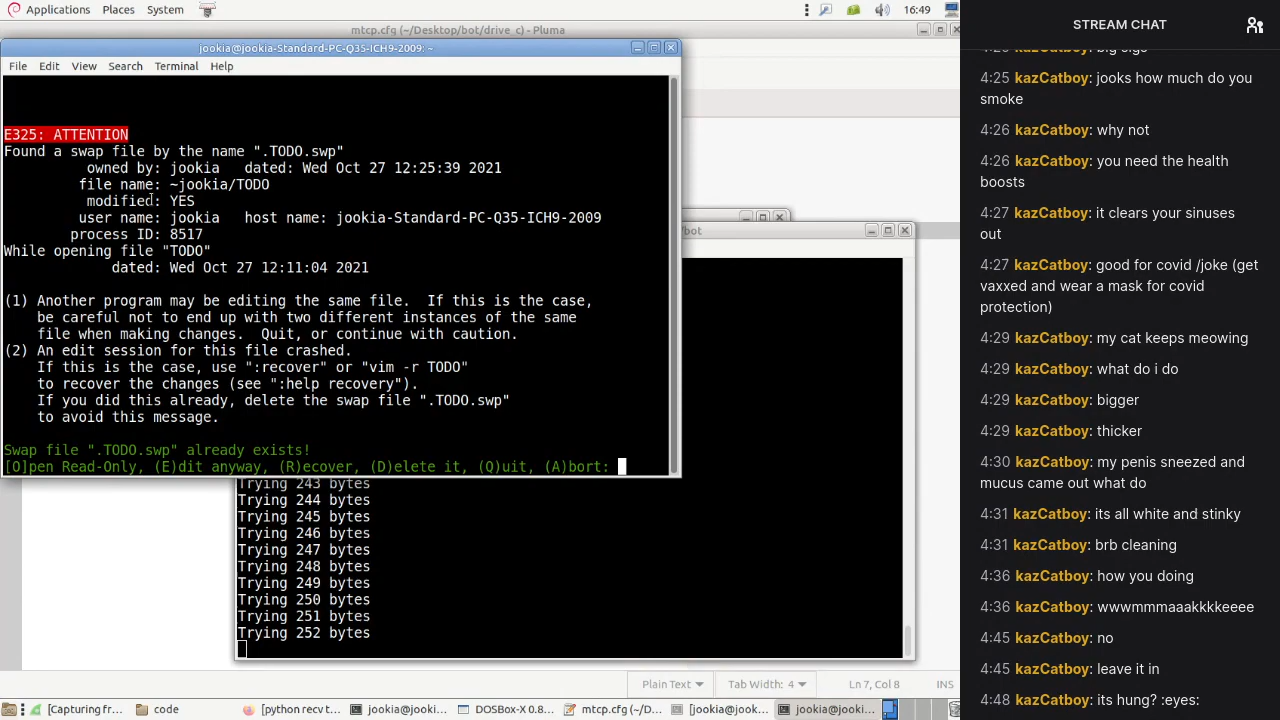 Applications Places System 16:49
mtcp.cfg (~/Desktop/bot/drive_c) - Pluma
jookia@jookia-Standard-PC-Q35-ICH9-2009: ~
File Edit View Search Terminal Help
E325: ATTENTION
Found a swap file by the name ".TODO.swp"
owned by: jookia dated: Wed Oct 27 12:25:39 2021
file name: ~jookia/TODO
modified: YES
user name: jookia host name: jookia-Standard-PC-Q35-ICH9-2009
process ID: 8517
While opening file "TODO"
dated: Wed Oct 27 12:11:04 2021
(1) Another program may be editing the same file. If this is the case,
be careful not to end up with two different instances of the same
file when making changes. Quit, or continue with caution.
(2) An edit session for this file crashed.
If this is the case, use ":recover" or "vim -r TODO"
to recover the changes (see ":help recovery").
If you did this already, delete the swap file ".TODO.swp"
to avoid this message.
Swap file ".TODO.swp" already exists!
[O]pen Read-Only, (E)dit anyway, (R)ecover, (D)elete it, (Q)uit, (A)bort:
/bot
Trying 243 bytes
Trying 244 bytes
Trying 245 bytes
Trying 246 bytes
Trying 247 bytes
Trying 248 bytes
Trying 249 bytes
Trying 250 bytes
Trying 251 bytes
Trying 252 bytes
Plain Text Tab Width: 4 Ln 7, Col 8 INS
[Capturing fr... code [python recv t... jookia@jooki... DOSBox-X 0.8... mtcp.cfg (~/D... [jookia@jook... jookia@jooki...
STREAM CHAT
4:25 kazCatboy: jooks how much do you
smoke
4:26 kazCatboy: why not
4:26 kazCatboy: you need the health
boosts
4:27 kazCatboy: it clears your sinuses
out
4:27 kazCatboy: good for covid /joke (get
vaxxed and wear a mask for covid
protection)
4:29 kazCatboy: my cat keeps meowing
4:29 kazCatboy: what do i do
4:29 kazCatboy: bigger
4:29 kazCatboy: thicker
4:30 kazCatboy: my penis sneezed and
mucus came out what do
4:31 kazCatboy: its all white and stinky
4:31 kazCatboy: brb cleaning
4:36 kazCatboy: how you doing
4:36 kazCatboy: wwwmmmaaakkkkeeee
4:45 kazCatboy: no
4:45 kazCatboy: leave it in
4:48 kazCatboy: its hung? :eyes: